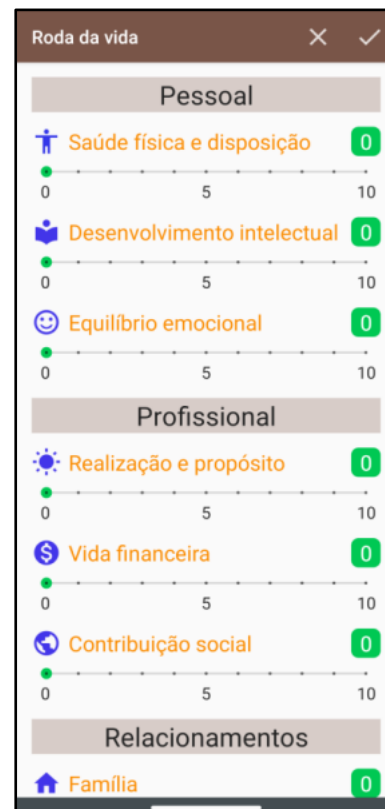 Roda da vida
Pessoal
Saúde física e disposição 0
0 5 10
Desenvolvimento intelectual 0
0 5 10
Equilíbrio emocional 0
0 5 10
Profissional
Realização e propósito 0
0 5 10
Vida financeira 0
0 5 10
Contribuição social 0
0 5 10
Relacionamentos
Família 0